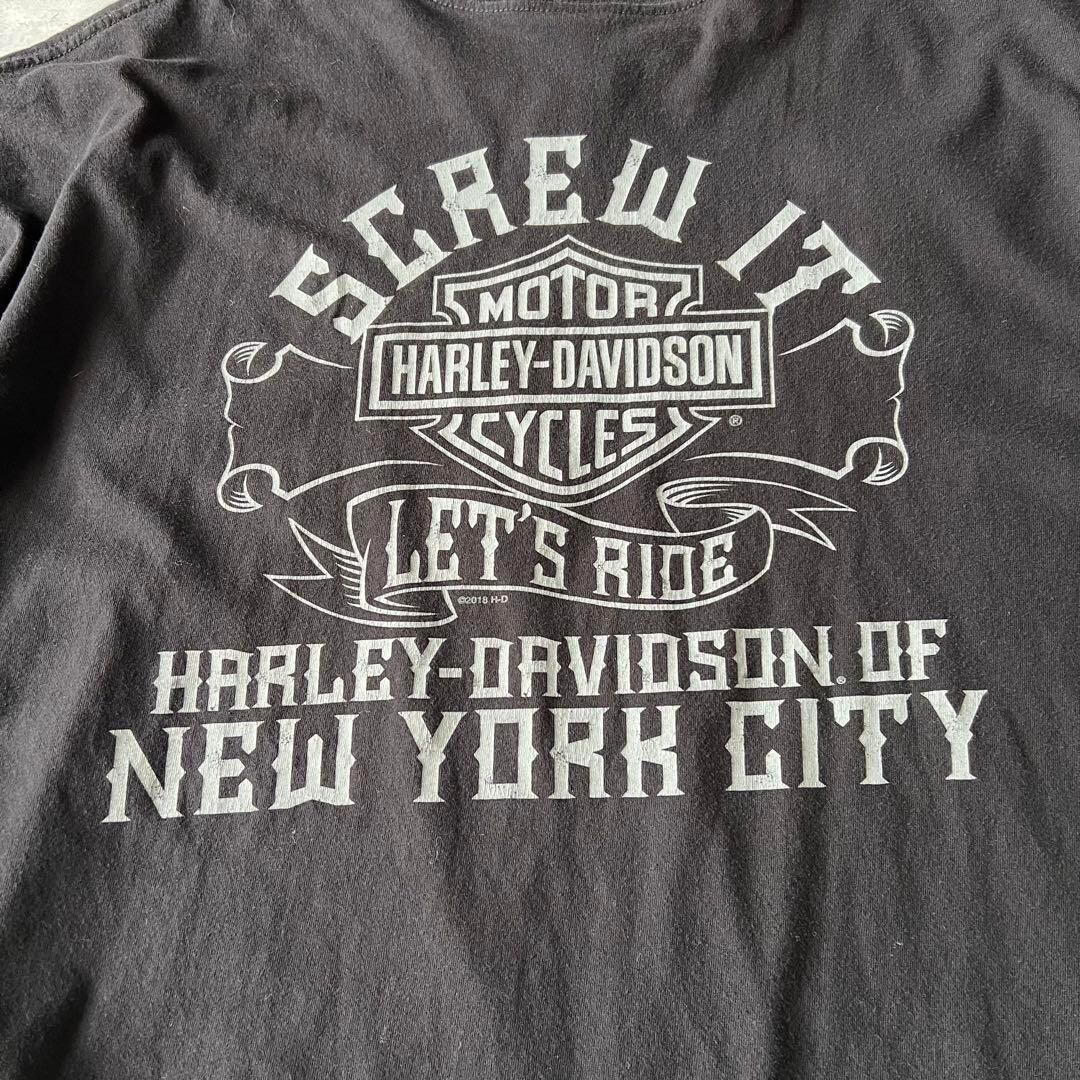 SCREW IT
MOTOR
HARLEY-DAVIDSON
CYCLES
®
LET'S RIDE
©2018 H-D
HARLEY-DAVIDSON® OF
NEW YORK CITY